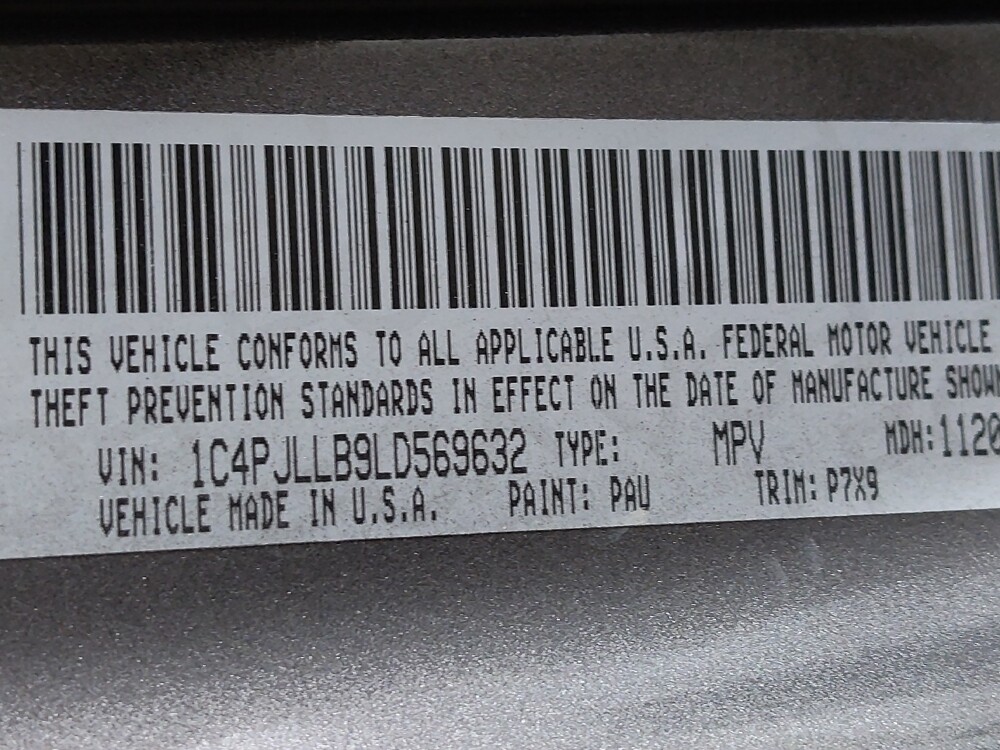 THIS VEHICLE CONFORMS TO ALL APPLICABLE U.S.A. FEDERAL MOTOR VEHICLE
THEFT PREVENTION STANDARDS IN EFFECT ON THE DATE OF MANUFACTURE SHOWN
VIN: 1C4PJLLB9LD569632 TYPE: MPV MDH: 1120
VEHICLE MADE IN U.S.A. PAINT: PAU TRIM: P7X9